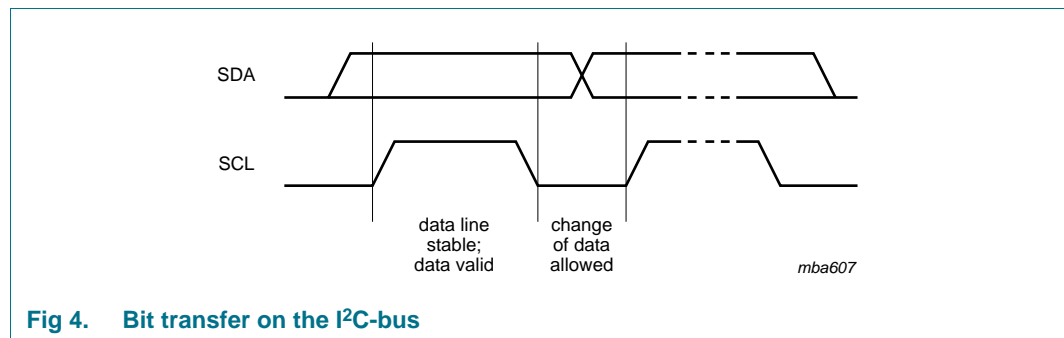 SDA
SCL
data line
stable;
data valid
change
of data
allowed
mba607
Fig 4. Bit transfer on the I²C-bus